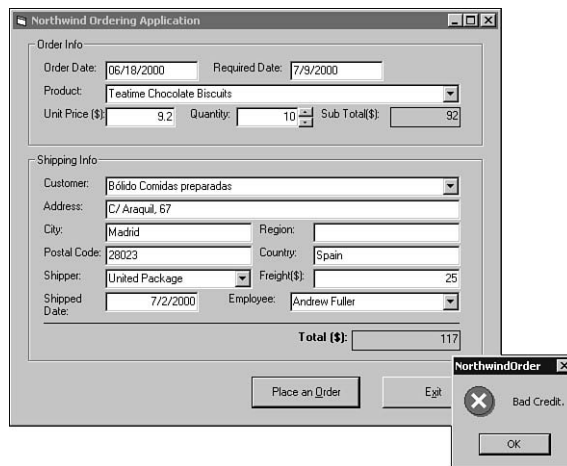 Northwind Ordering Application
Order Info
Order Date: 06/18/2000 Required Date: 7/9/2000
Product: Teatime Chocolate Biscuits
Unit Price ($): 9.2 Quantity: 10 Sub Total($): 92
Shipping Info
Customer: Bólido Comidas preparadas
Address: C/ Araquil, 67
City: Madrid Region:
Postal Code: 28023 Country: Spain
Shipper: United Package Freight($): 25
Shipped Date: 7/2/2000 Employee: Andrew Fuller
Total ($): 117
Place an Order Exit
NorthwindOrder
Bad Credit.
OK